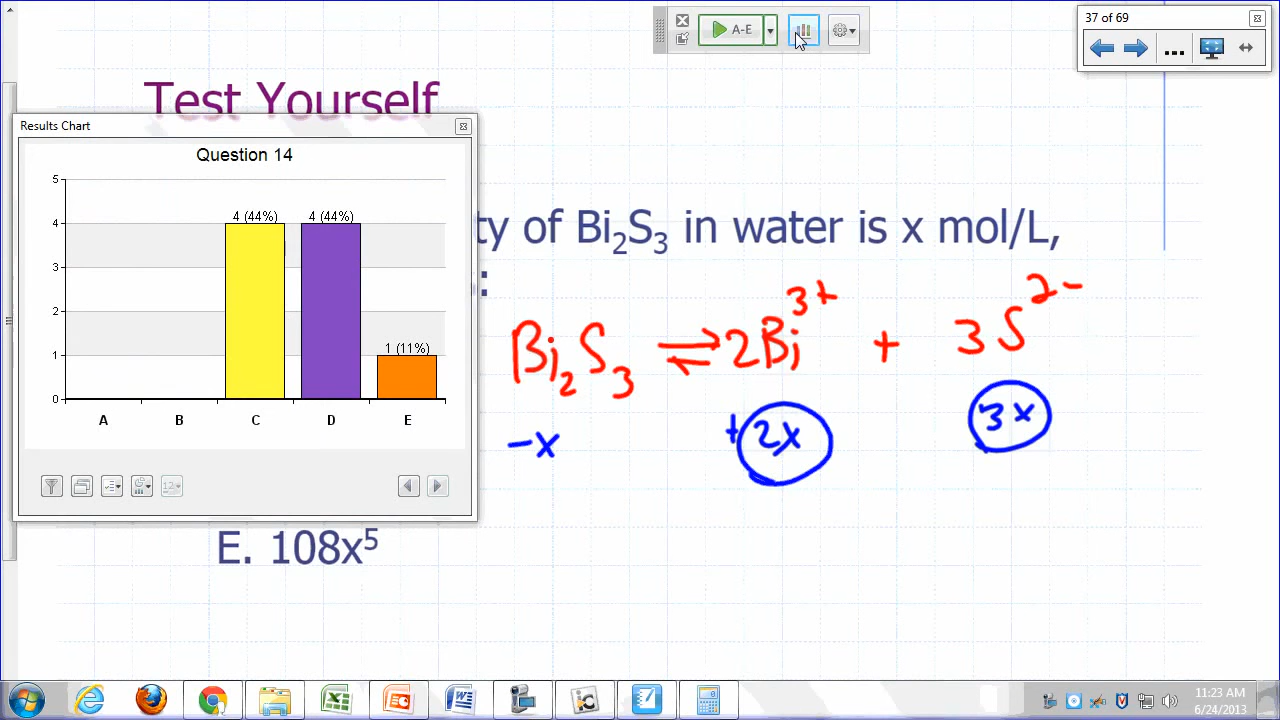 A-E
37 of 69
...
Test Yourself
Results Chart
Question 14
5
4
3
2
1
0
4 (44%)
4 (44%)
1 (11%)
A B C D E
12
ty of Bi₂S₃ in water is x mol/L,
:
Bi₂S₃ ⇌ 2Bi³⁺ + 3S²⁻
-x +2x 3x
E. 108x⁵
11:23 AM
6/24/2013